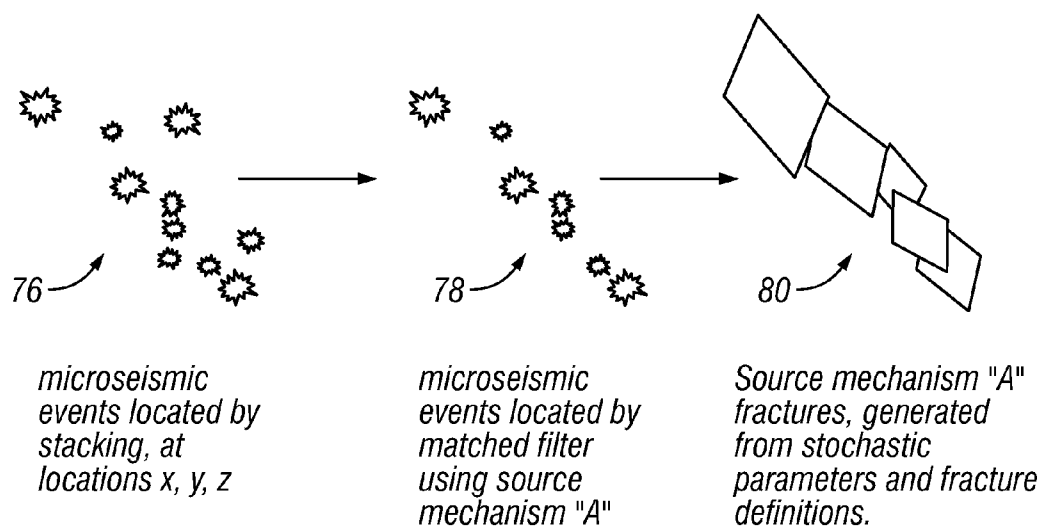 76
78
80
microseismic
events located by
stacking, at
locations x, y, z
microseismic
events located by
matched filter
using source
mechanism "A"
Source mechanism "A"
fractures, generated
from stochastic
parameters and fracture
definitions.